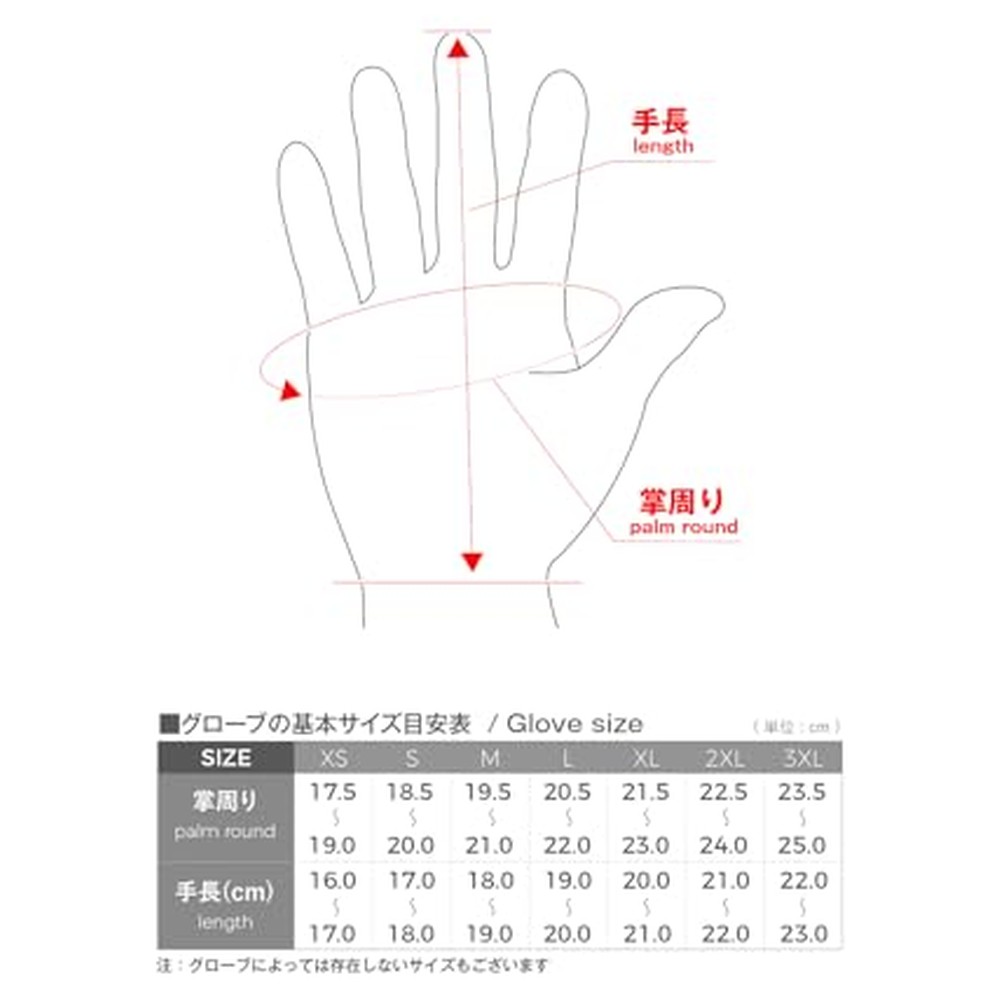 手長
length
掌周り
palm round
■グローブの基本サイズ目安表 / Glove size
(単位:cm)
SIZE XS S M L XL 2XL 3XL
掌周り
palm round
17.5 18.5 19.5 20.5 21.5 22.5 23.5
〜 〜 〜 〜 〜 〜 〜
19.0 20.0 21.0 22.0 23.0 24.0 25.0
手長(cm)
length
16.0 17.0 18.0 19.0 20.0 21.0 22.0
〜 〜 〜 〜 〜 〜 〜
17.0 18.0 19.0 20.0 21.0 22.0 23.0
注:グローブによっては存在しないサイズもございます